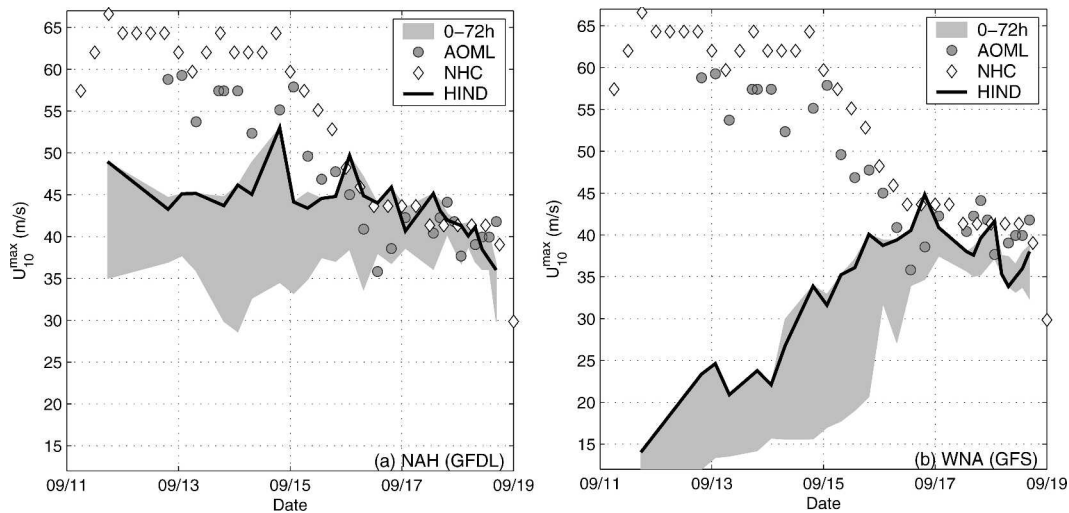 65
60
55
50
45
40
35
30
25
20
15
U10max (m/s)
0−72h
AOML
NHC
HIND
(a) NAH (GFDL)
09/11 09/13 09/15 09/17 09/19
Date
65
60
55
50
45
40
35
30
25
20
15
U10max (m/s)
0−72h
AOML
NHC
HIND
(b) WNA (GFS)
09/11 09/13 09/15 09/17 09/19
Date